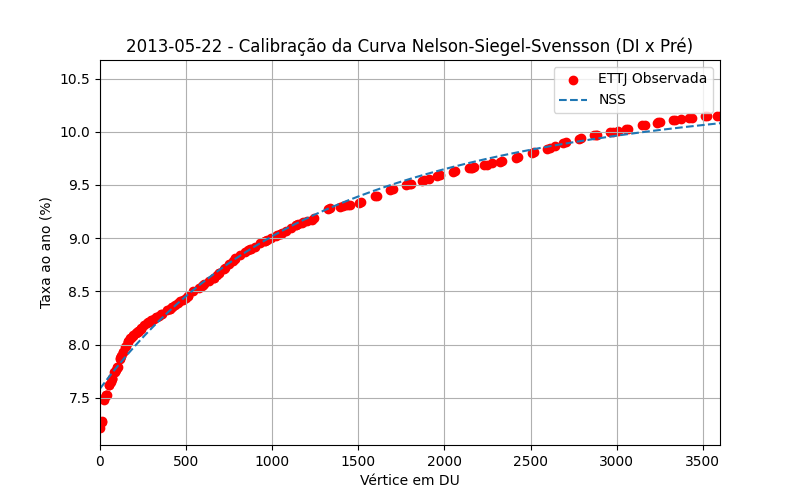 2013-05-22 - Calibração da Curva Nelson-Siegel-Svensson (DI x Pré)
ETTJ Observada
NSS
Taxa ao ano (%)
10.5
10.0
9.5
9.0
8.5
8.0
7.5
0 500 1000 1500 2000 2500 3000 3500
Vértice em DU